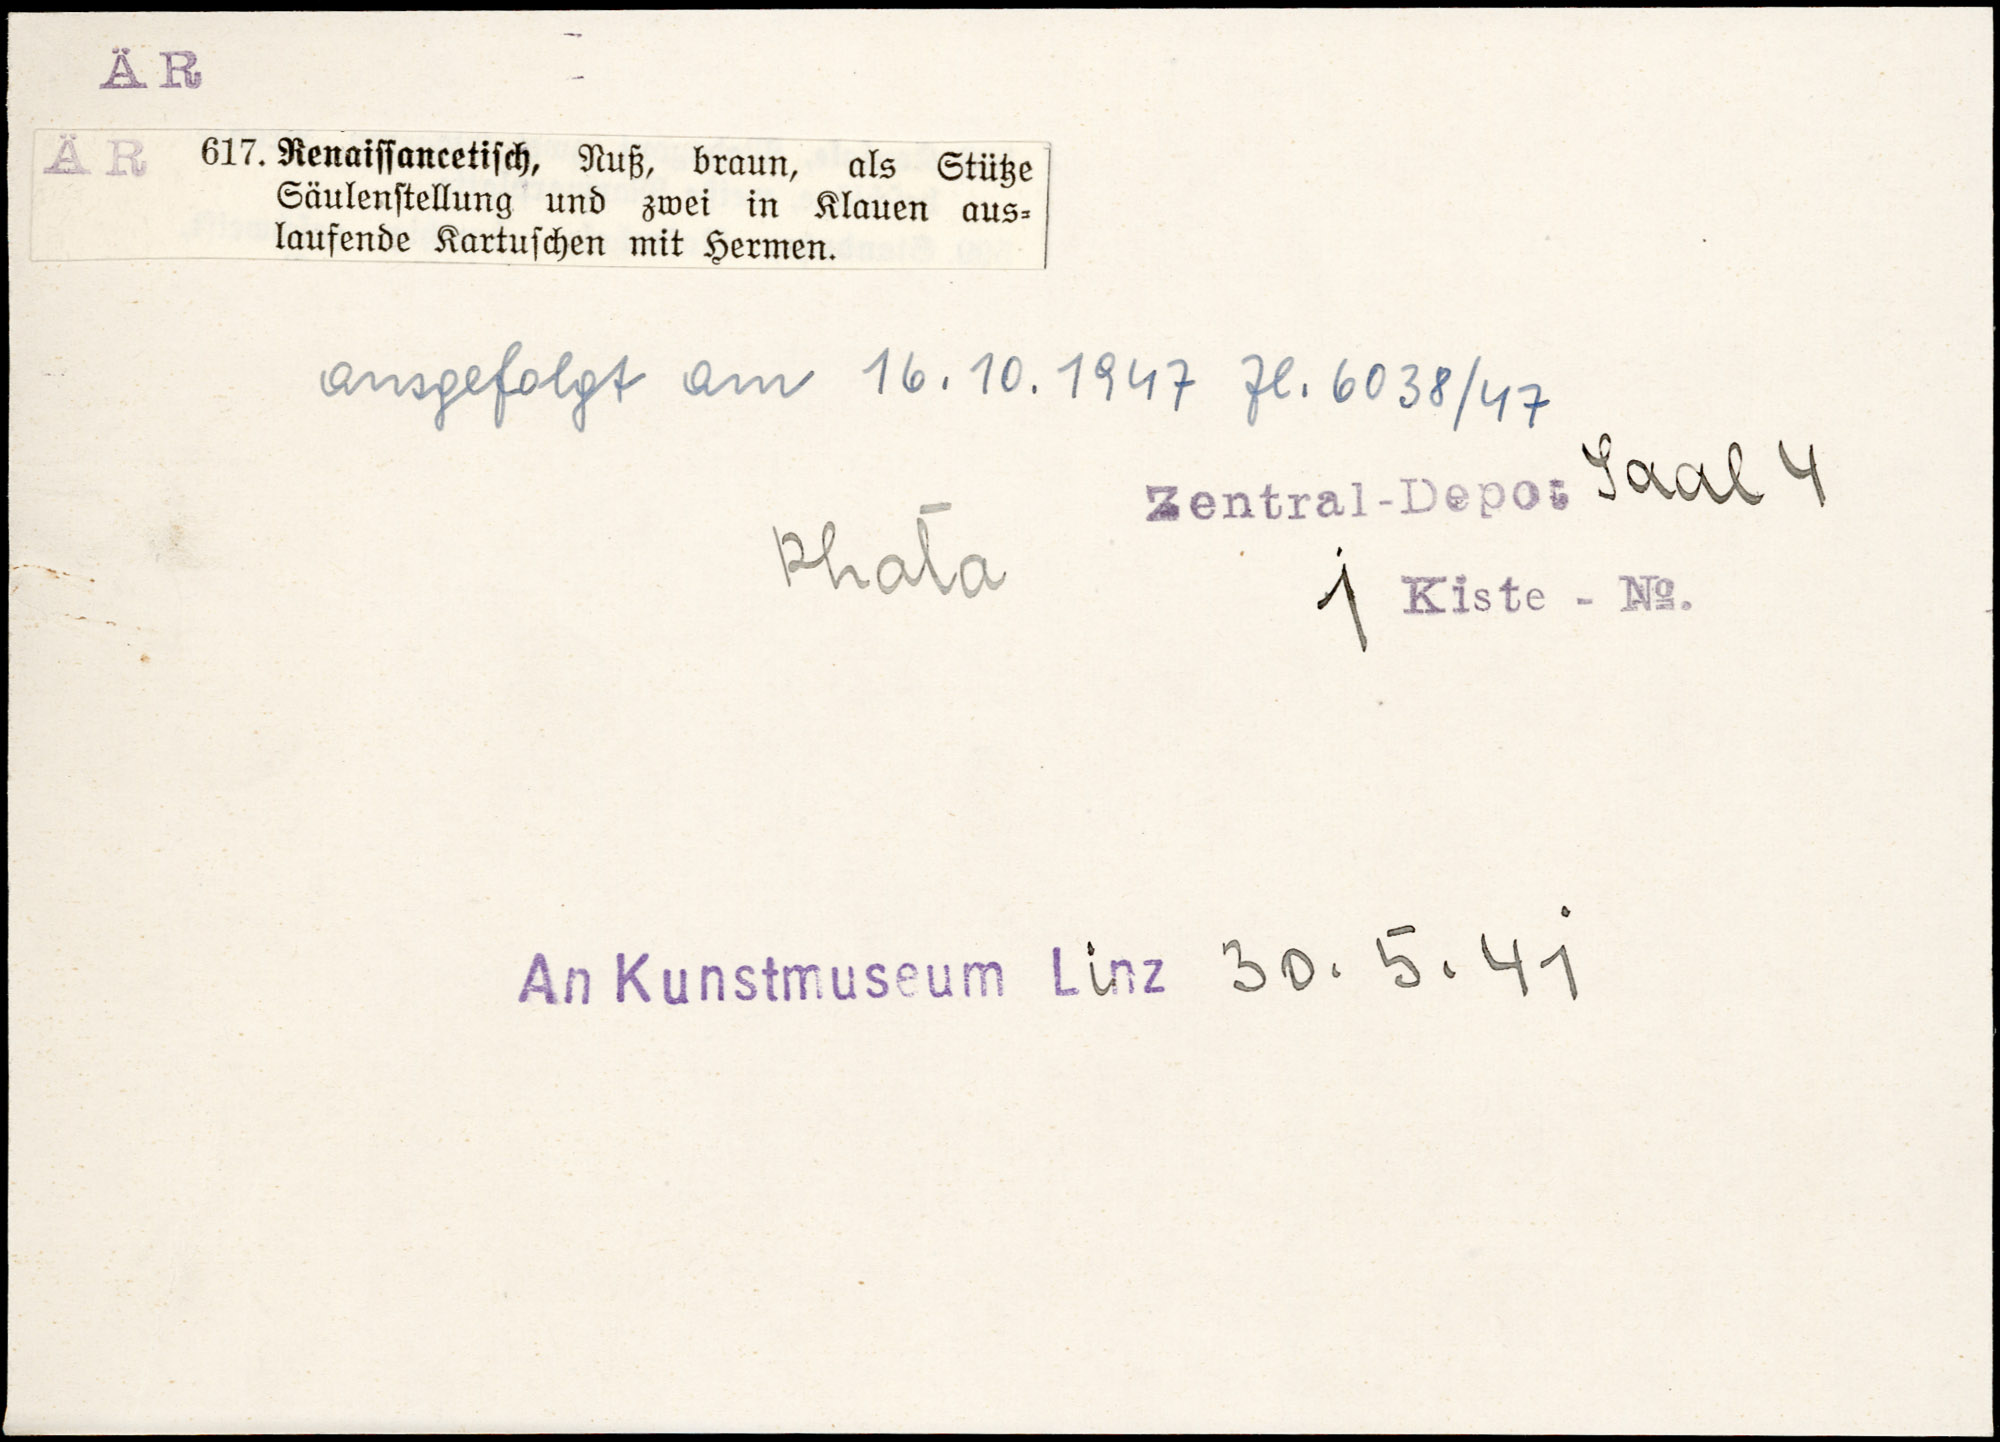 ÄR
ÄR 617. Renaiſſancetiſch, Nuß, braun, als Stütze
Säulenſtellung und zwei in Klauen aus-
laufende Kartuſchen mit Hermen.
ausgefolgt am 16.10.1947 Zl. 6038/47
Zentral-Depot Saal 4
1 Kiste - No.
An Kunstmuseum Linz 30.5.41